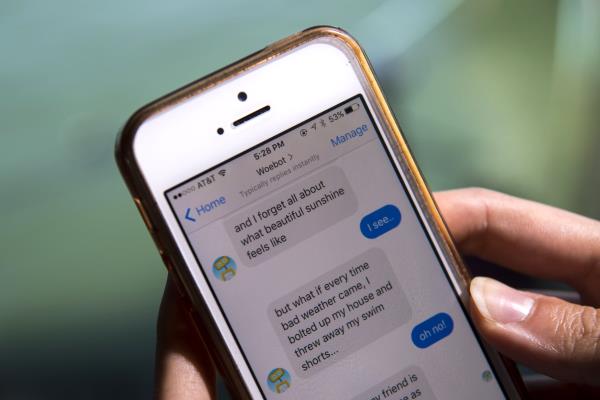 ●●○○○ AT&T
5:28 PM
53%
Home
Woebot >
Manage
Typically replies instantly
and I forget all about
what beautiful sunshine
feels like
I see...
but what if every time
bad weather came, I
bolted up my house and
threw away my swim
shorts...
oh no!
my friend is
as